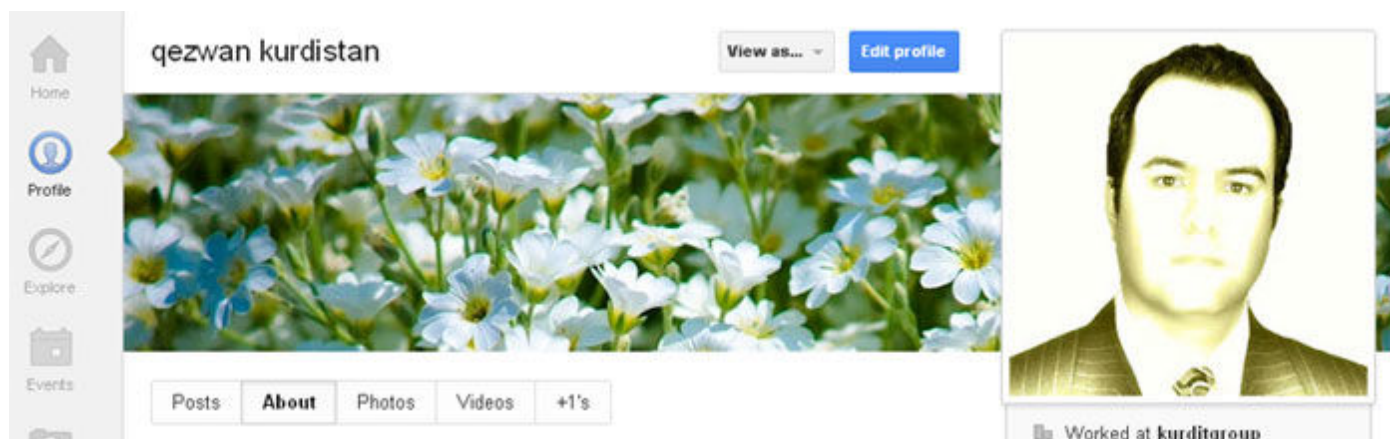 qezwan kurdistan
View as...
Edit profile
Home
Profile
Explore
Events
Posts
About
Photos
Videos
+1's
Worked at kurditgroup